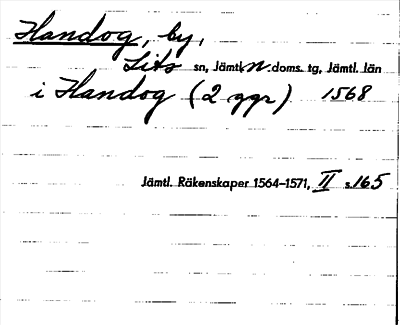 Handog, by,
Lits sn, Jämtl. n. doms. tg, Jämtl. län
i Handog (2 ggr) 1568
Jämtl. Räkenskaper 1564–1571, II s. 165